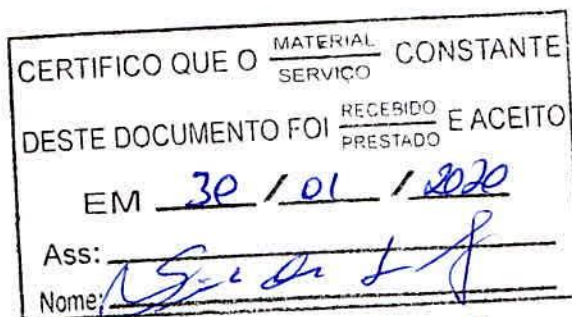 CERTIFICO QUE O MATERIAL/SERVIÇO CONSTANTE
DESTE DOCUMENTO FOI RECEBIDO/PRESTADO E ACEITO
EM 30 / 01 / 2020
Ass:
Nome: